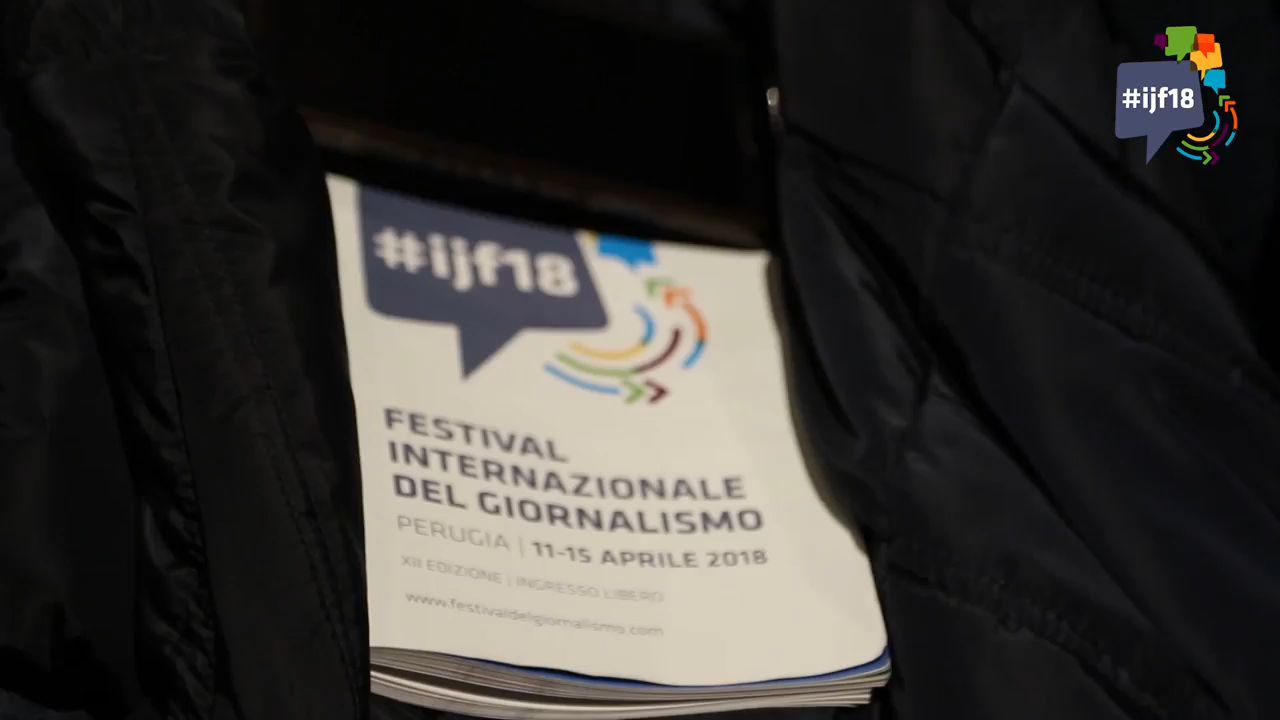 #ijf18
#ijf18
FESTIVAL
INTERNAZIONALE
DEL GIORNALISMO
PERUGIA | 11-15 APRILE 2018
XII EDIZIONE | INGRESSO LIBERO
www.festivaldelgiornalismo.com